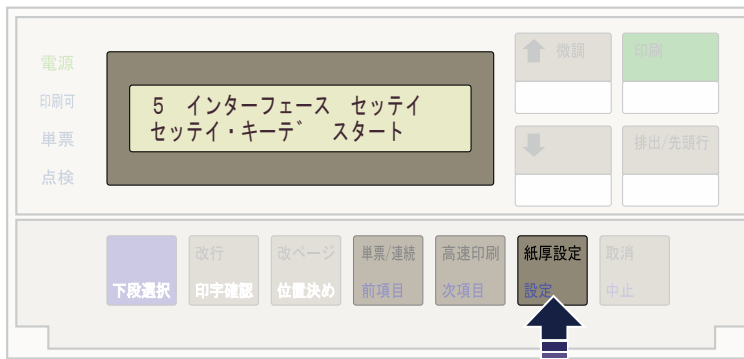 電源
印刷可
単票
点検
5 インターフェース セッテイ
セッテイ・キーデ スタート
微調
印刷
排出/先頭行
下段選択
改行
印字確認
改ページ
位置決め
単票/連続
前項目
高速印刷
次項目
紙厚設定
設定
取消
中止